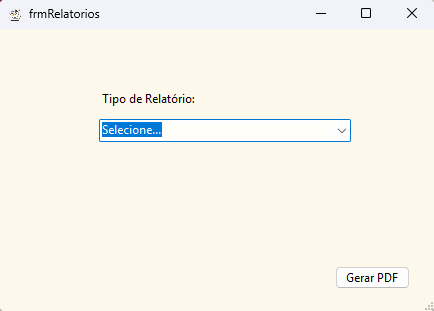 frmRelatorios
Tipo de Relatório:
Selecione...
Gerar PDF